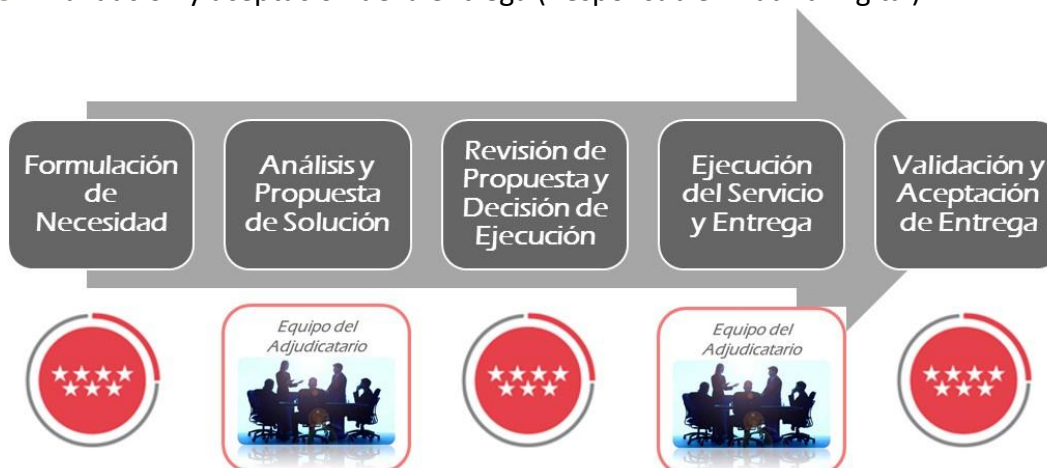 Formulación
de
Necesidad
Análisis y
Propuesta
de Solución
Revisión de
Propuesta y
Decisión de
Ejecución
Ejecución
del Servicio
y Entrega
Validación y
Aceptación
de Entrega
Equipo del
Adjudicatario
Equipo del
Adjudicatario